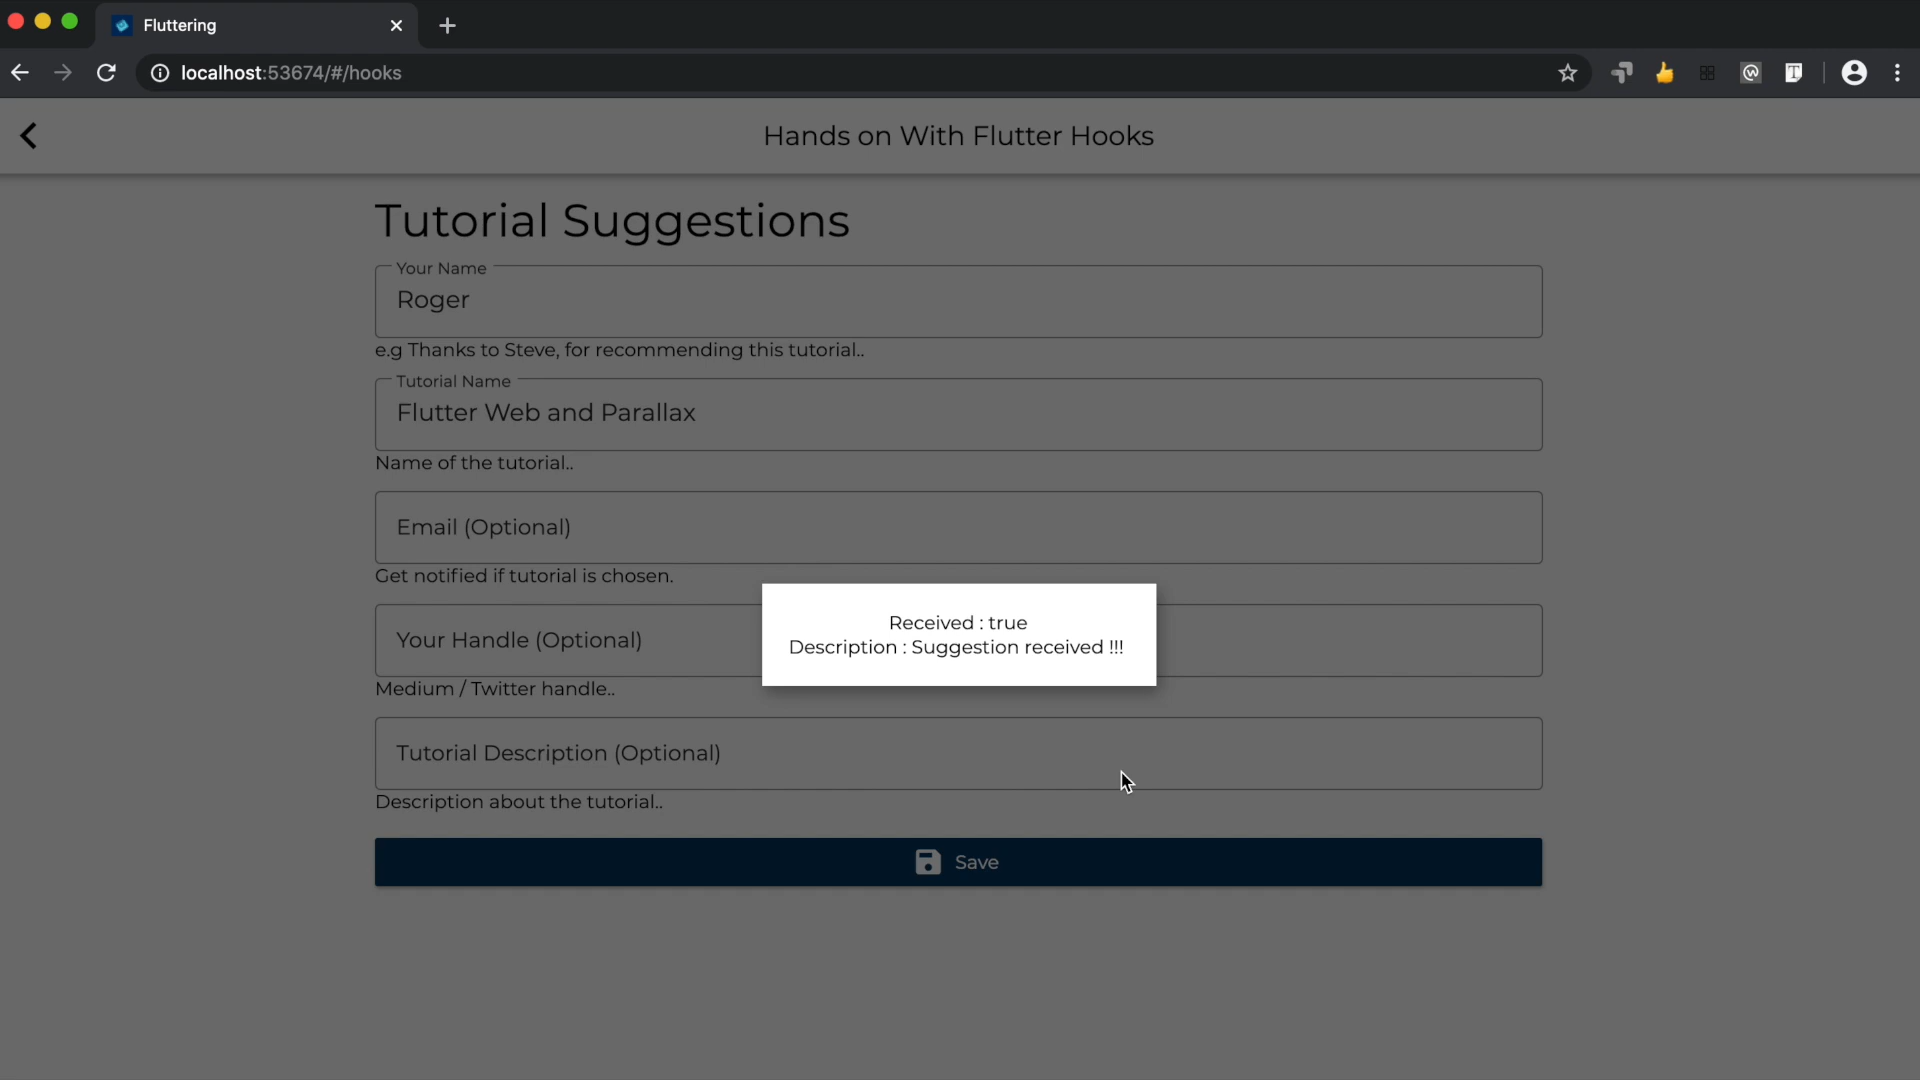 Fluttering
localhost:53674/#/hooks
Hands on With Flutter Hooks
Tutorial Suggestions
Your Name
Roger
e.g Thanks to Steve, for recommending this tutorial..
Tutorial Name
Flutter Web and Parallax
Name of the tutorial..
Email (Optional)
Get notified if tutorial is chosen.
Your Handle (Optional)
Medium / Twitter handle..
Received : true
Description : Suggestion received !!!
Tutorial Description (Optional)
Description about the tutorial..
Save